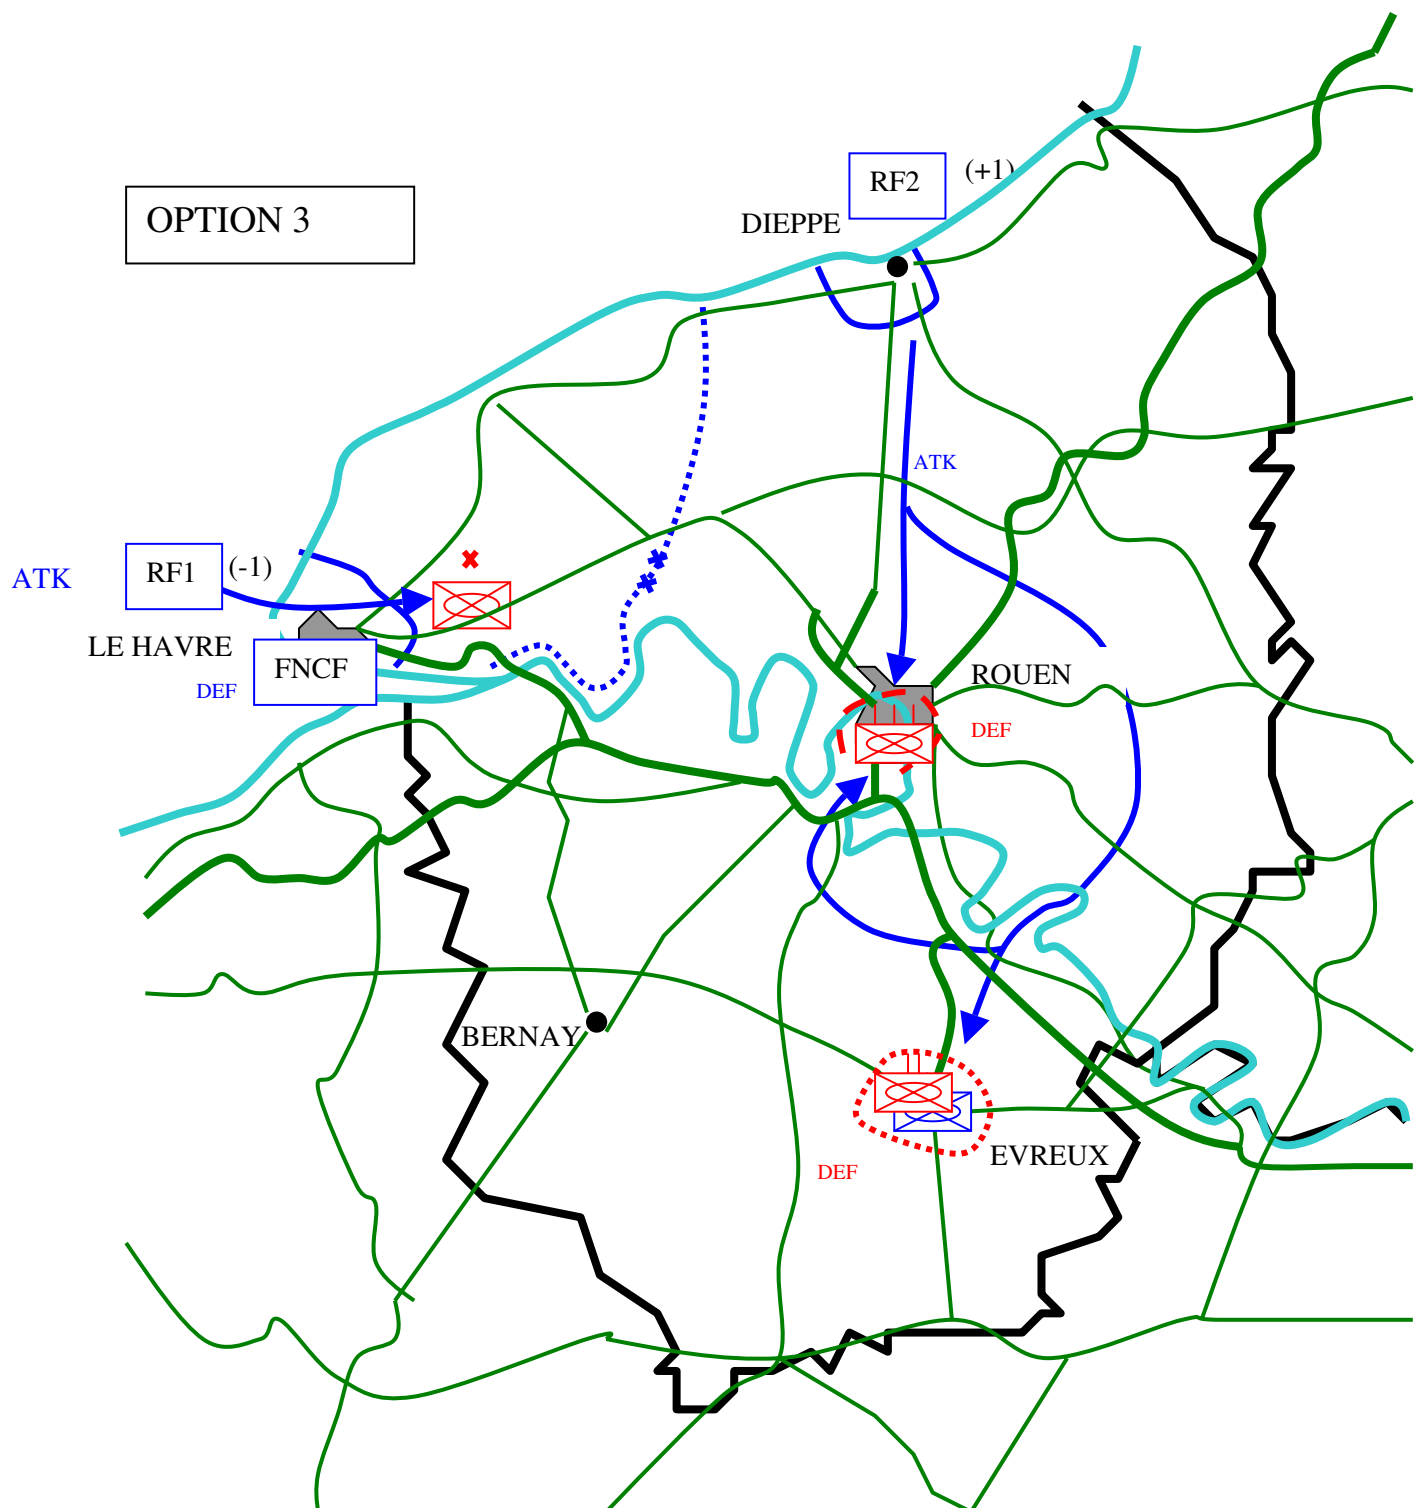 RF2 (+1)
OPTION 3
DIEPPE
ATK
RF1 (-1)
ATK
LE HAVRE
FNCF
DEF
ROUEN
DEF
BERNAY
EVREUX
DEF